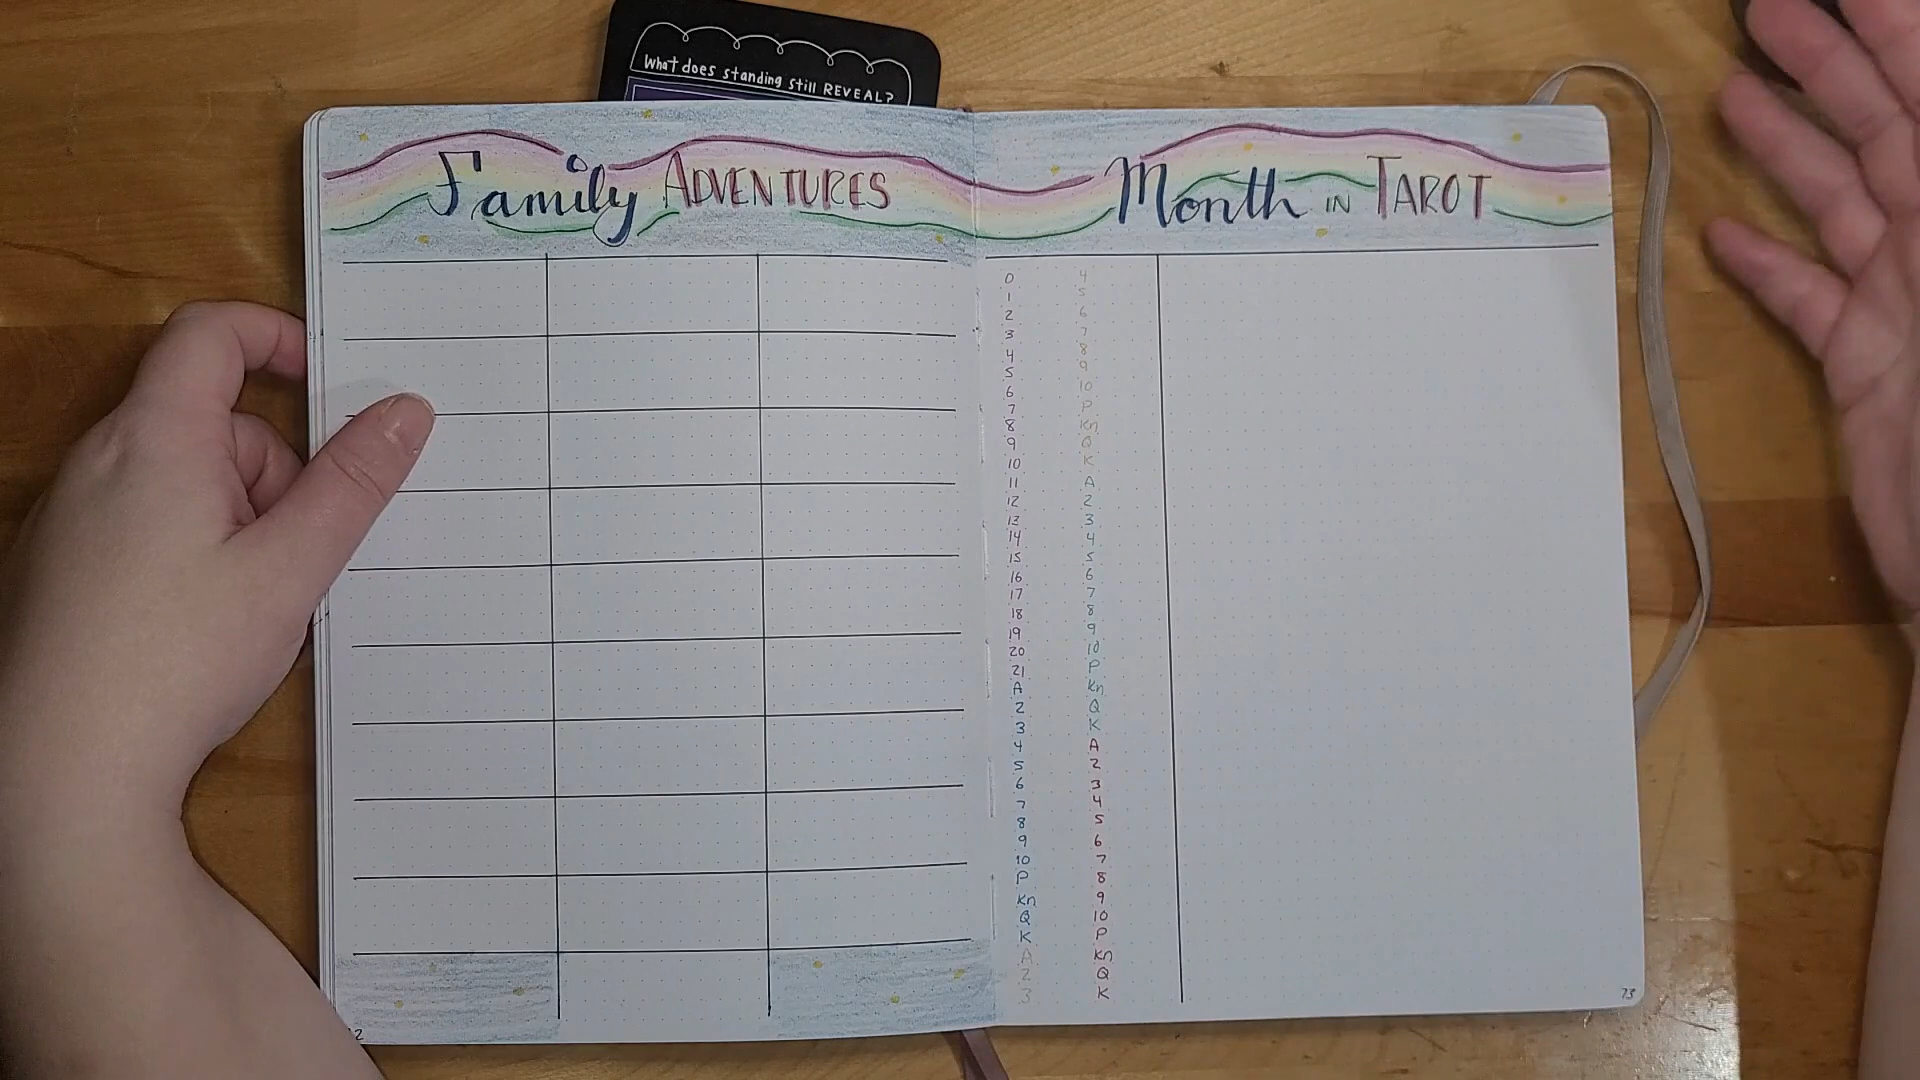 What does standing still REVEAL?
Family ADVENTURES
Month IN TAROT
0
1
2
3
4
5
6
7
8
9
10
11
12
13
14
15
16
17
18
19
20
21
A
2
3
4
5
6
7
8
9
10
P
Kn
Q
K
A
2
3
4
5
6
7
8
9
10
P
Kn
Q
K
A
2
3
4
5
6
7
8
9
10
P
Kn
Q
K
A
2
3
4
5
6
7
8
9
10
P
Kn
Q
K
2
73